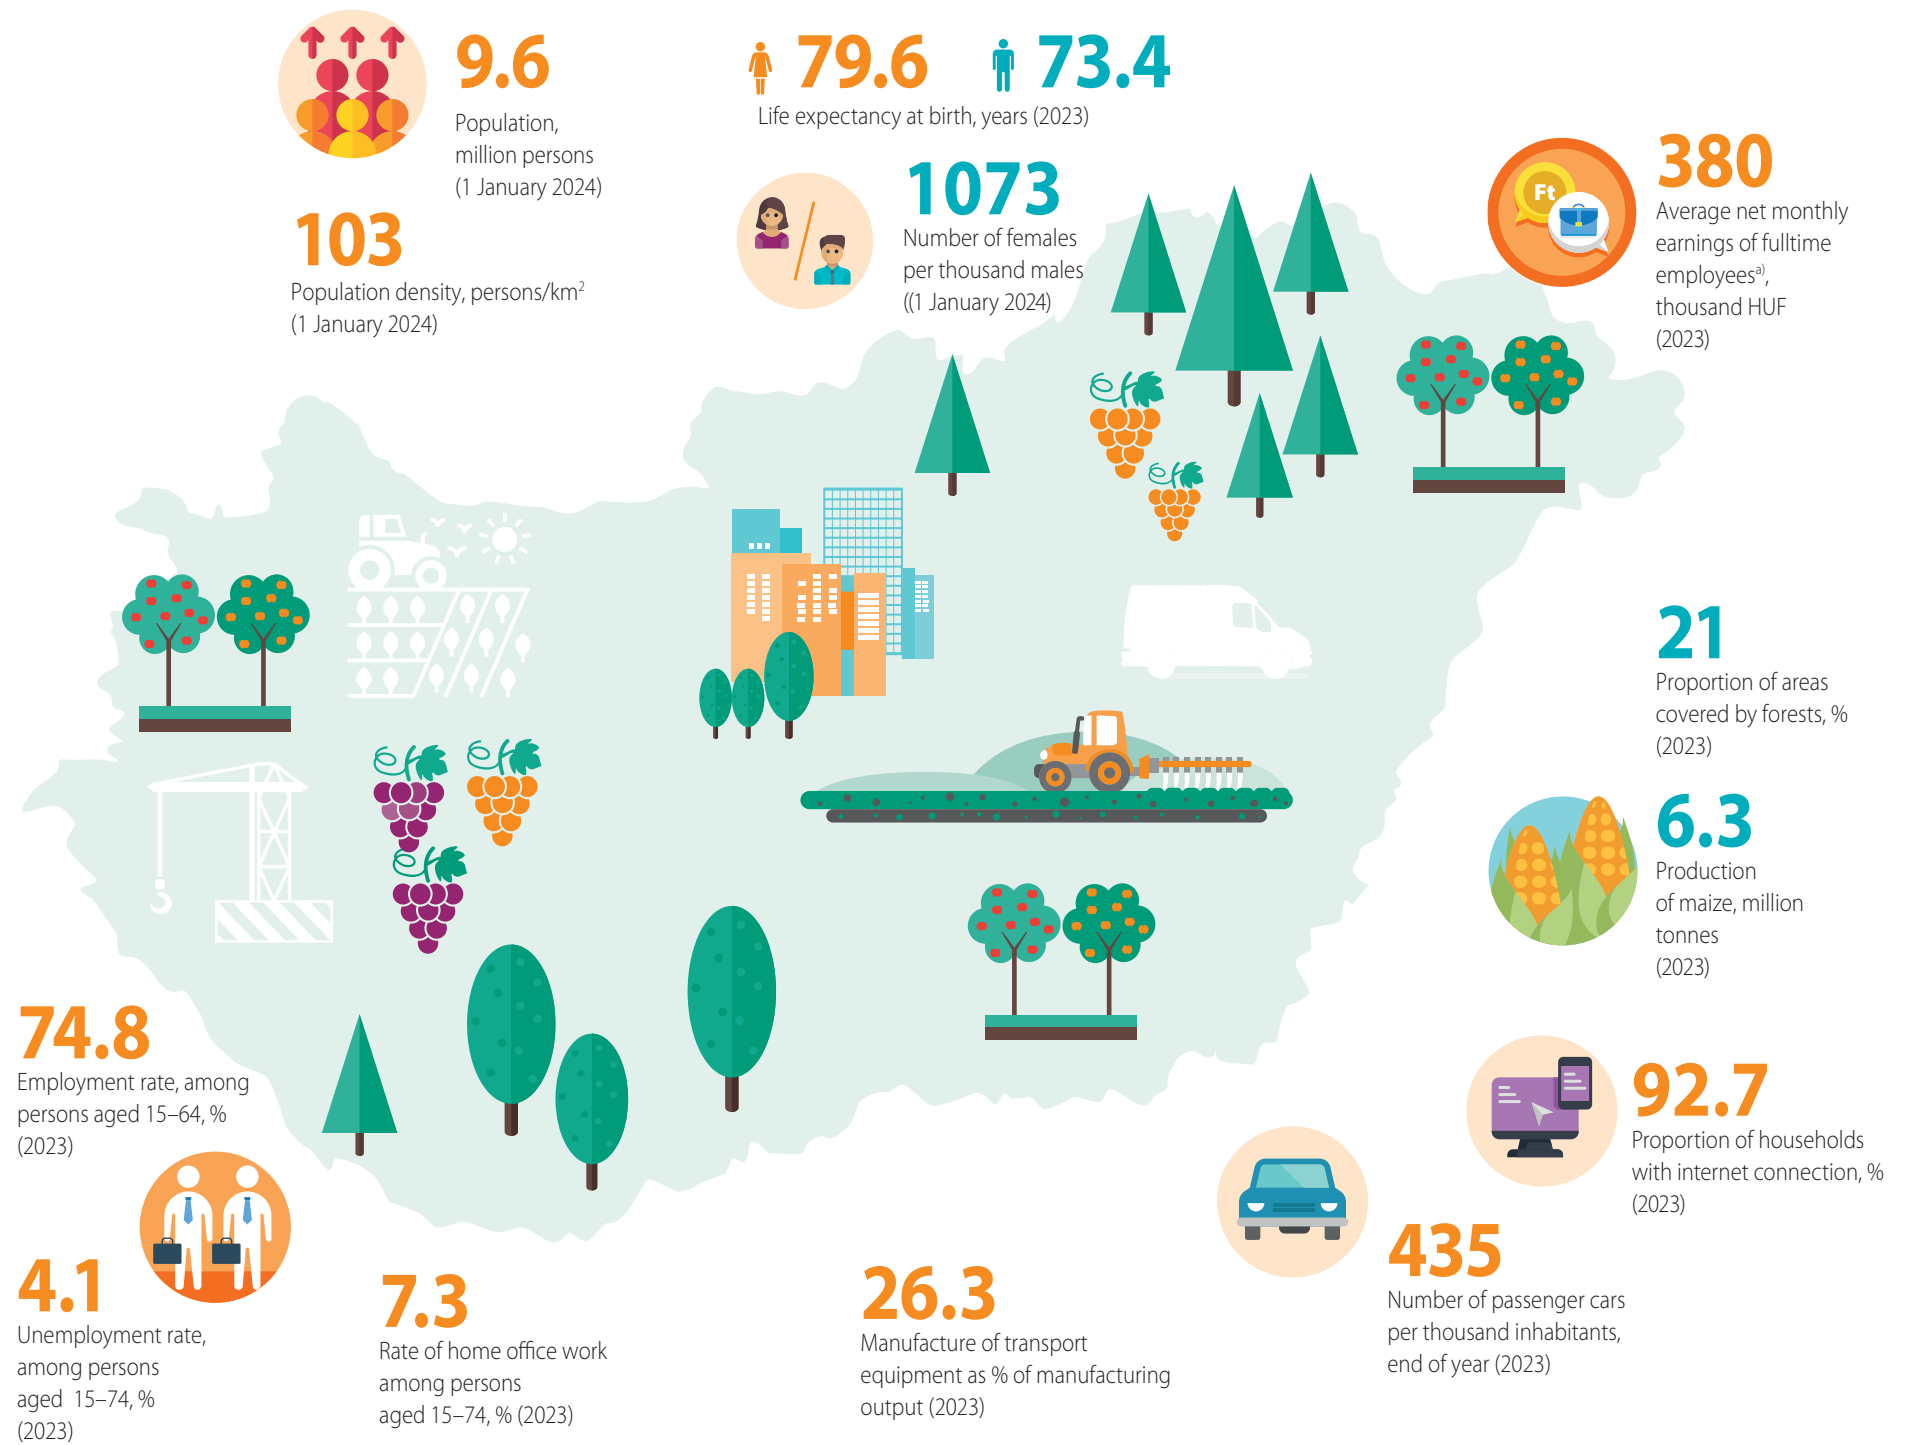 9.6
Population,
million persons
(1 January 2024)
103
Population density, persons/km²
(1 January 2024)
79.6
73.4
Life expectancy at birth, years (2023)
1073
Number of females
per thousand males
((1 January 2024)
Ft
380
Average net monthly
earnings of fulltime
employeesᵃ⁾,
thousand HUF
(2023)
21
Proportion of areas
covered by forests, %
(2023)
6.3
Production
of maize, million
tonnes
(2023)
74.8
Employment rate, among
persons aged 15–64, %
(2023)
92.7
Proportion of households
with internet connection, %
(2023)
4.1
Unemployment rate,
among persons
aged 15–74, %
(2023)
7.3
Rate of home office work
among persons
aged 15–74, % (2023)
26.3
Manufacture of transport
equipment as % of manufacturing
output (2023)
435
Number of passenger cars
per thousand inhabitants,
end of year (2023)